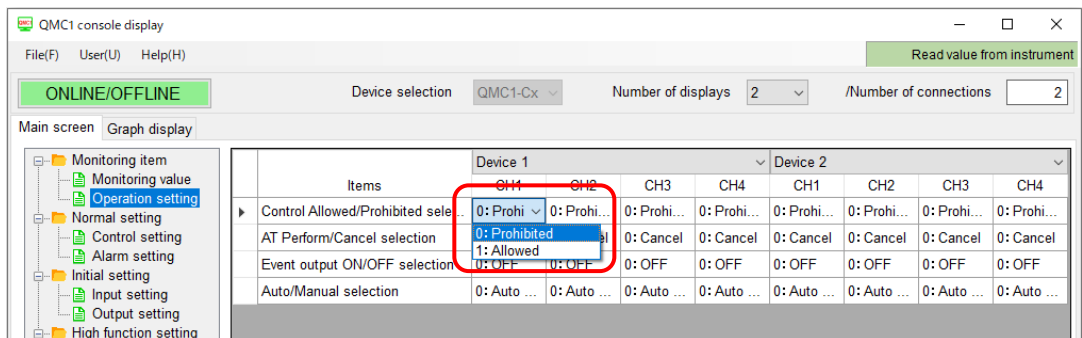 QMC1 console display
File(F) User(U) Help(H) Read value from instrument
ONLINE/OFFLINE Device selection QMC1-Cx Number of displays 2 /Number of connections 2
Main screen Graph display
Monitoring item
Monitoring value
Operation setting
Normal setting
Control setting
Alarm setting
Initial setting
Input setting
Output setting
High function setting
Device 1 Device 2
Items CH1 CH2 CH3 CH4 CH1 CH2 CH3 CH4
Control Allowed/Prohibited sele... 0: Prohi 0: Prohi... 0: Prohi... 0: Prohi... 0: Prohi... 0: Prohi... 0: Prohi... 0: Prohi...
0: Prohibited
1: Allowed
AT Perform/Cancel selection 0: Cancel 0: Cancel 0: Cancel 0: Cancel 0: Cancel 0: Cancel
Event output ON/OFF selection 0: OFF 0: OFF 0: OFF 0: OFF 0: OFF 0: OFF 0: OFF 0: OFF
Auto/Manual selection 0: Auto ... 0: Auto ... 0: Auto ... 0: Auto ... 0: Auto ... 0: Auto ... 0: Auto ... 0: Auto ...